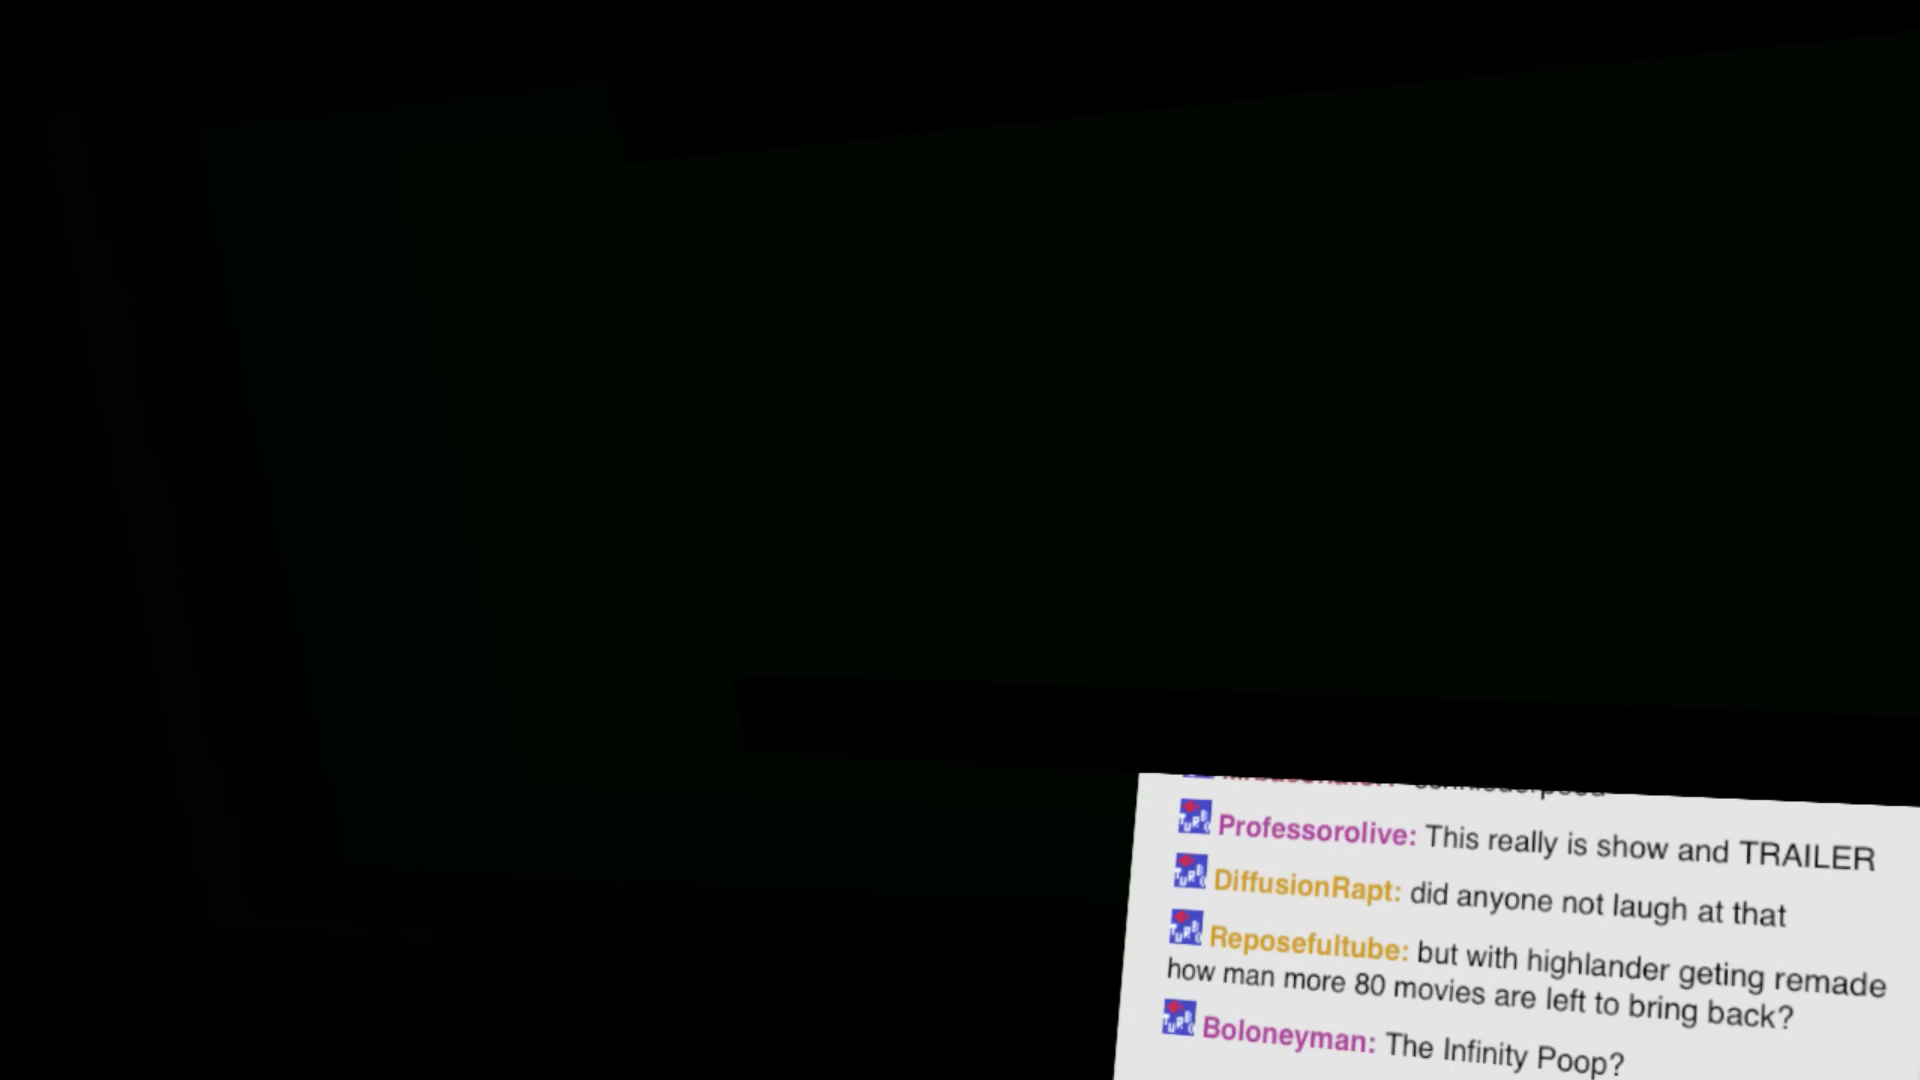 Professorolive: This really is show and TRAILER
DiffusionRapt: did anyone not laugh at that
Reposefultube: but with highlander geting remade
how man more 80 movies are left to bring back?
Boloneyman: The Infinity Poop?